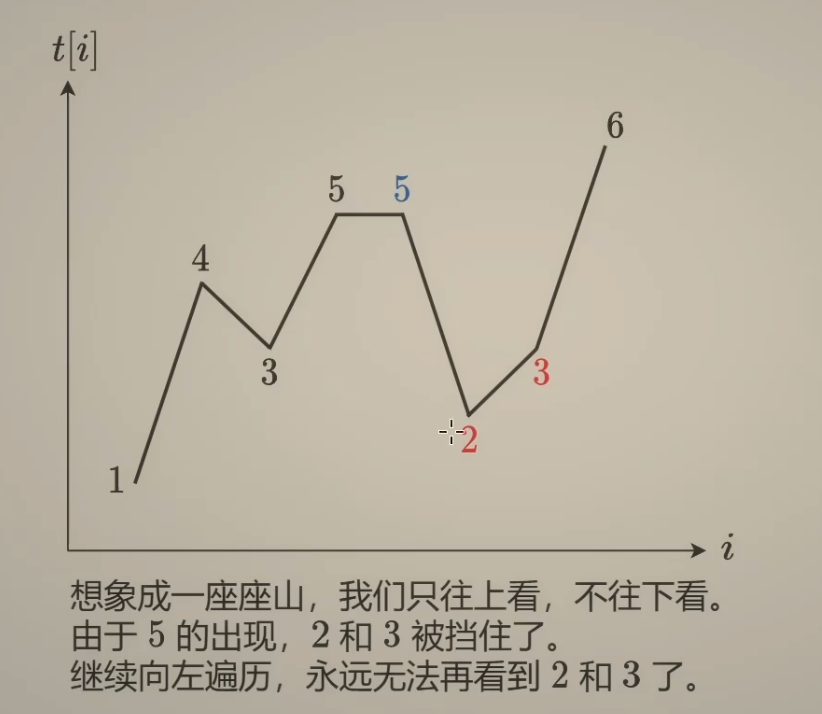 t[i]
6
5 5
4
3 3
2
1
i
想象成一座座山，我们只往上看，不往下看。
由于 5 的出现，2 和 3 被挡住了。
继续向左遍历，永远无法再看到 2 和 3 了。